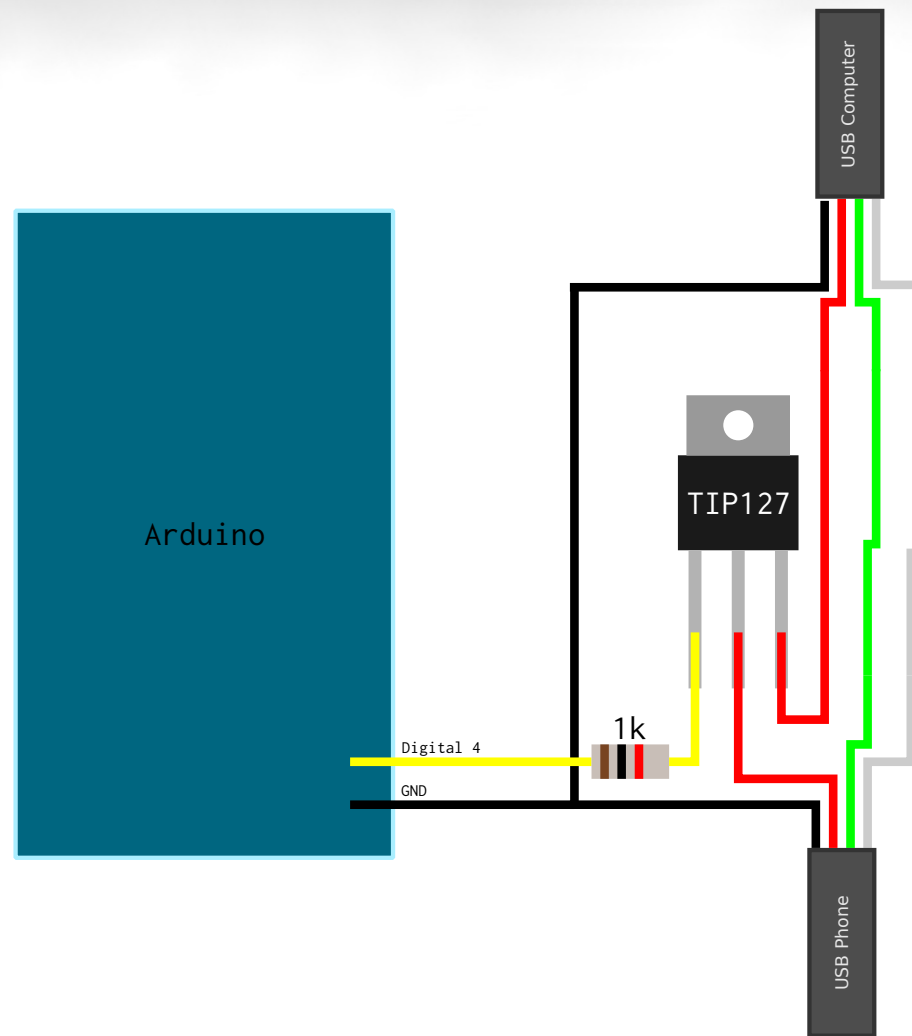 USB Computer
Arduino
TIP127
1k
Digital 4
GND
USB Phone